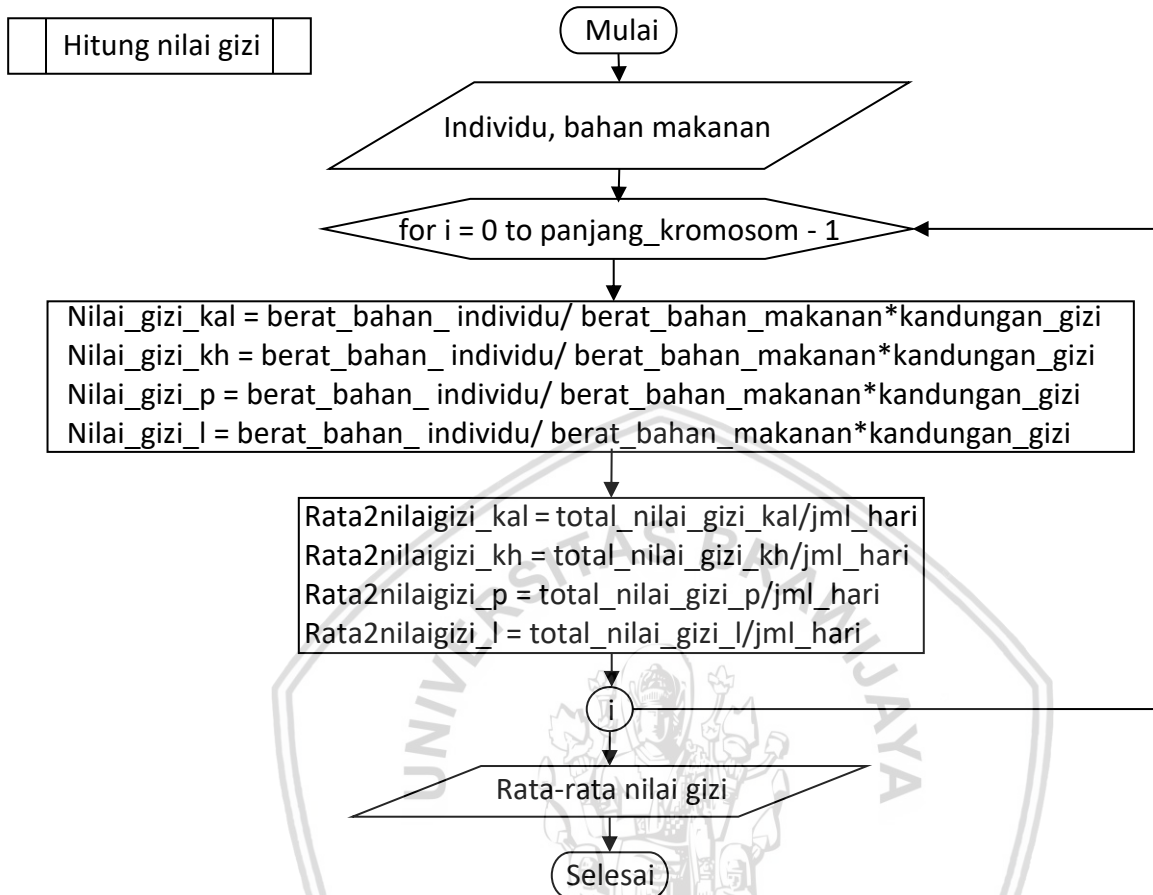 Hitung nilai gizi
Mulai
Individu, bahan makanan
for i = 0 to panjang_kromosom - 1
Nilai_gizi_kal = berat_bahan_ individu/ berat_bahan_makanan*kandungan_gizi
Nilai_gizi_kh = berat_bahan_ individu/ berat_bahan_makanan*kandungan_gizi
Nilai_gizi_p = berat_bahan_ individu/ berat_bahan_makanan*kandungan_gizi
Nilai_gizi_l = berat_bahan_ individu/ berat_bahan_makanan*kandungan_gizi
Rata2nilaigizi_kal = total_nilai_gizi_kal/jml_hari
Rata2nilaigizi_kh = total_nilai_gizi_kh/jml_hari
Rata2nilaigizi_p = total_nilai_gizi_p/jml_hari
Rata2nilaigizi_l = total_nilai_gizi_l/jml_hari
i
Rata-rata nilai gizi
Selesai
UNIVERSITAS BRAWIJAYA